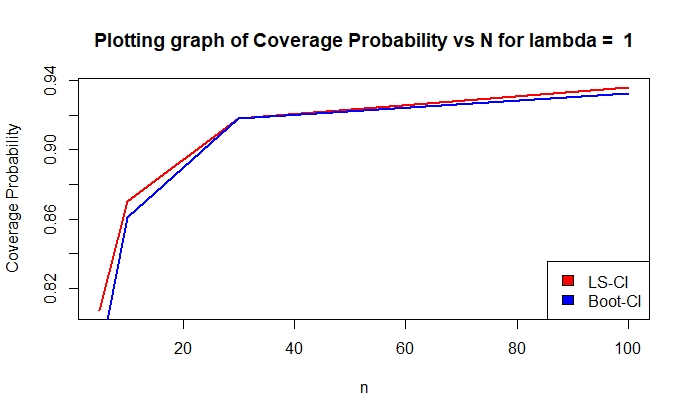 Plotting graph of Coverage Probability vs N for lambda =  1
Coverage Probability
0.94
0.90
0.86
0.82
LS-CI
Boot-CI
20 40 60 80 100
n